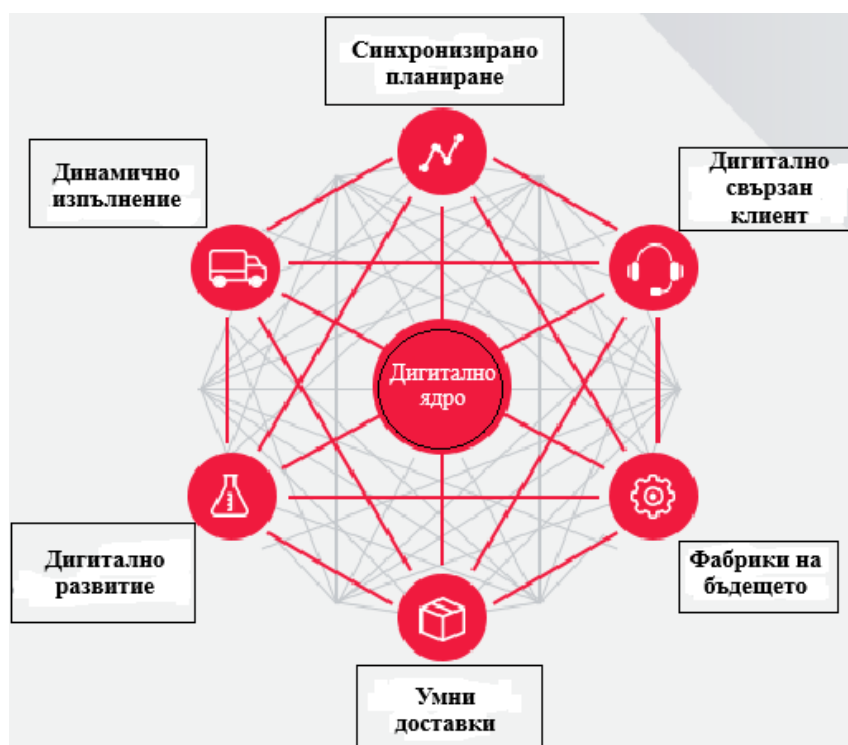 Синхронизирано
планиране
Динамично
изпълнение
Дигитално
свързан
клиент
Дигитално
ядро
Дигитално
развитие
Фабрики на
бъдещето
Умни
доставки